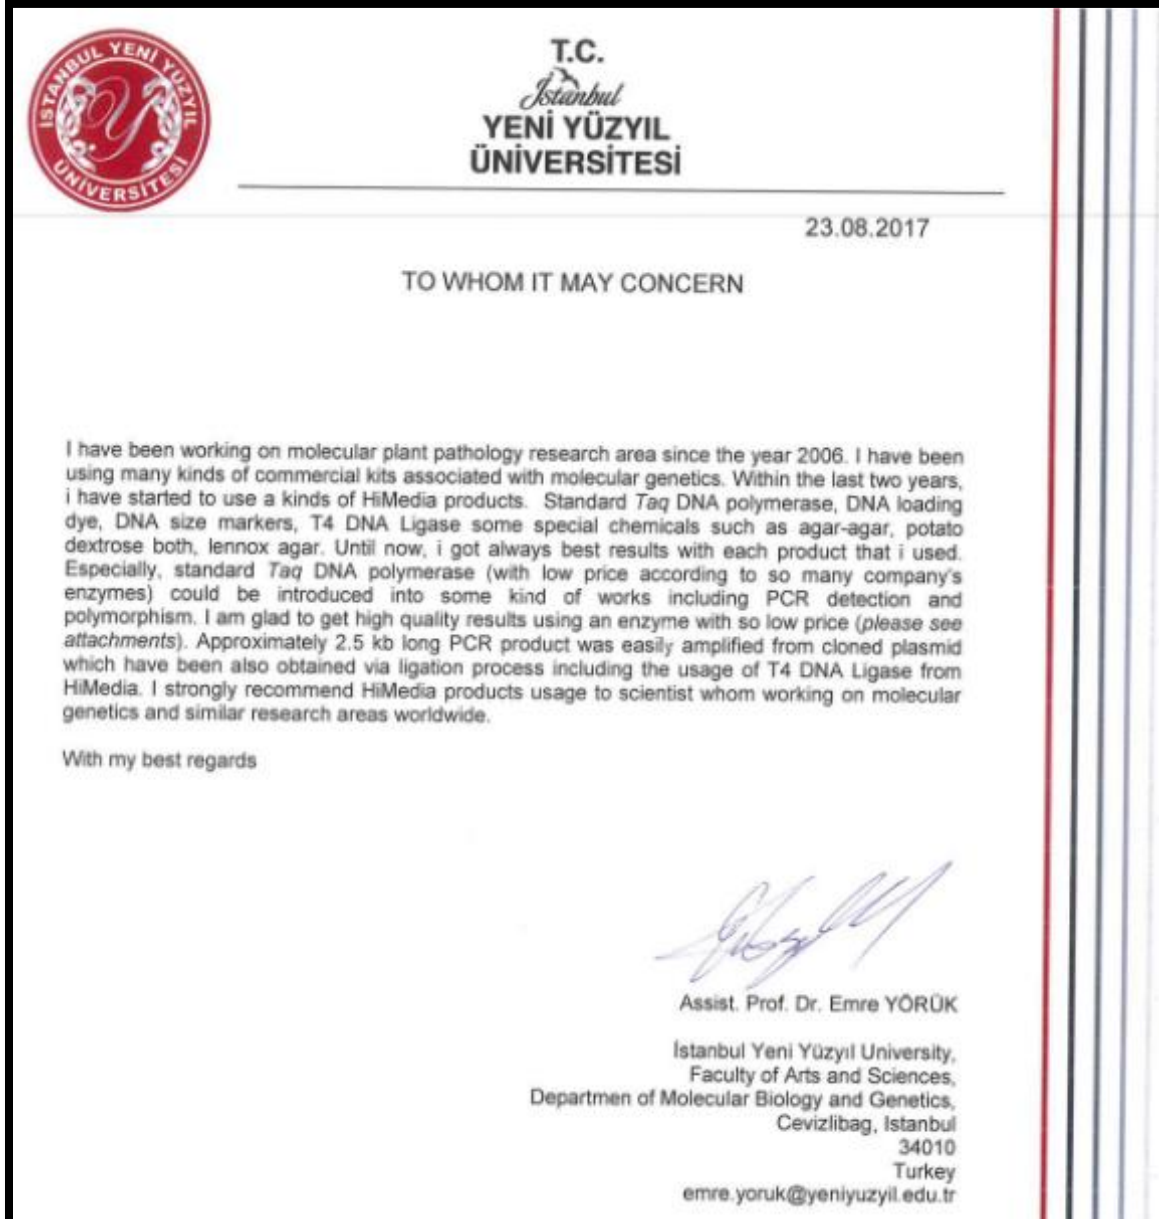 İSTANBUL YENİ YÜZYIL ÜNİVERSİTESİ
Y
T.C.
İstanbul
YENİ YÜZYIL
ÜNİVERSİTESİ
23.08.2017
TO WHOM IT MAY CONCERN
I have been working on molecular plant pathology research area since the year 2006. I have been
using many kinds of commercial kits associated with molecular genetics. Within the last two years,
i have started to use a kinds of HiMedia products. Standard Taq DNA polymerase, DNA loading
dye, DNA size markers, T4 DNA Ligase some special chemicals such as agar-agar, potato
dextrose both, lennox agar. Until now, i got always best results with each product that i used.
Especially, standard Taq DNA polymerase (with low price according to so many company's
enzymes) could be introduced into some kind of works including PCR detection and
polymorphism. I am glad to get high quality results using an enzyme with so low price (please see
attachments). Approximately 2.5 kb long PCR product was easily amplified from cloned plasmid
which have been also obtained via ligation process including the usage of T4 DNA Ligase from
HiMedia. I strongly recommend HiMedia products usage to scientist whom working on molecular
genetics and similar research areas worldwide.
With my best regards
Assist. Prof. Dr. Emre YÖRÜK
İstanbul Yeni Yüzyıl University,
Faculty of Arts and Sciences,
Departmen of Molecular Biology and Genetics,
Cevizlibag, Istanbul
34010
Turkey
emre.yoruk@yeniyuzyil.edu.tr